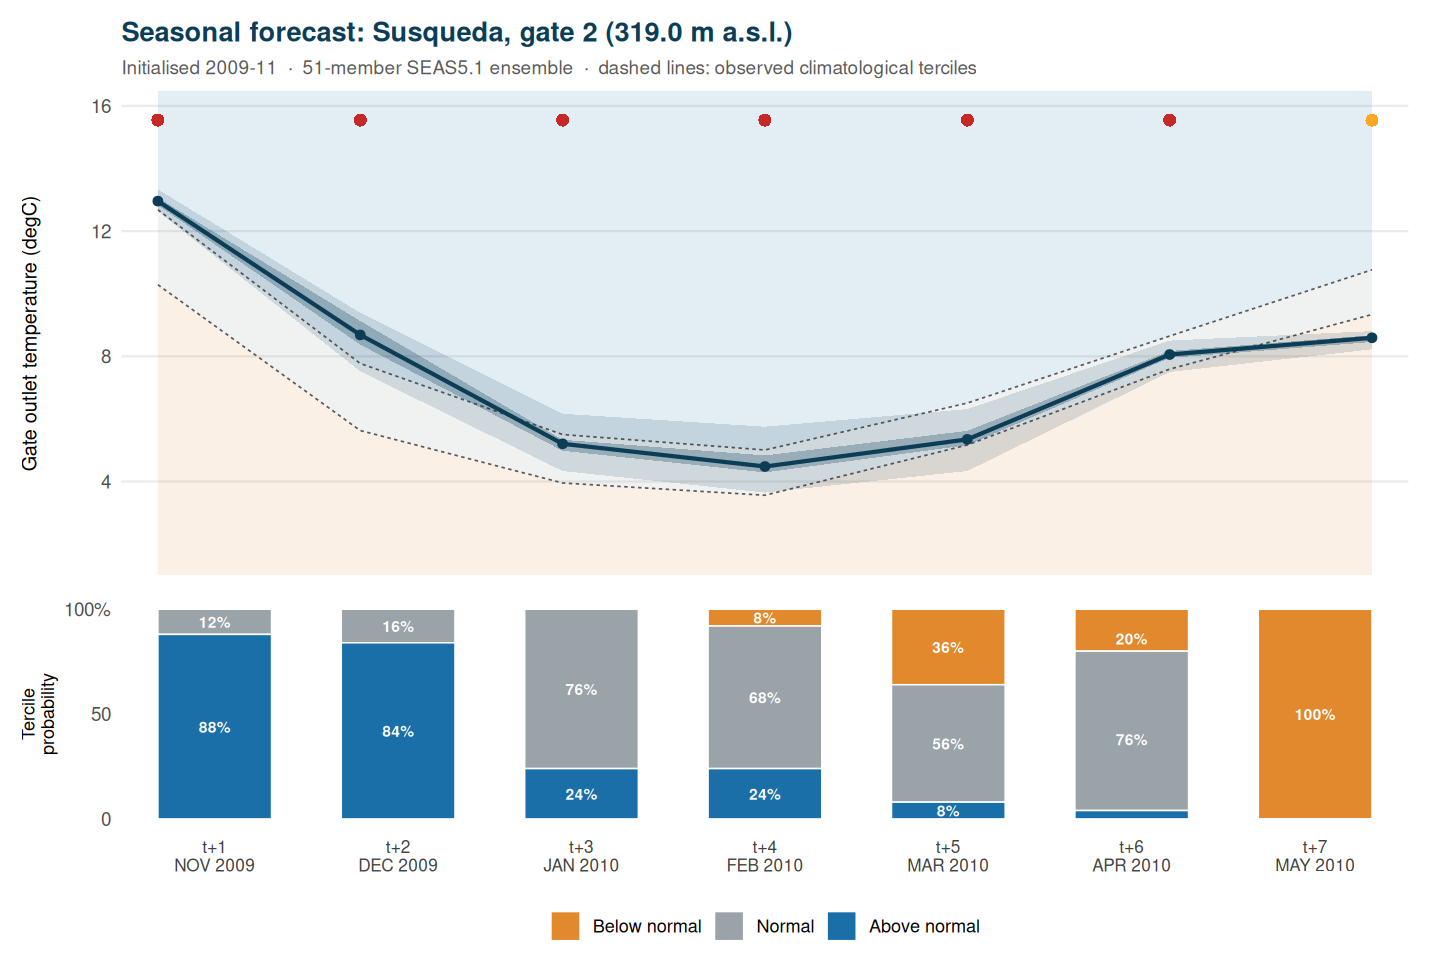 Seasonal forecast: Susqueda, gate 2 (319.0 m a.s.l.)
Initialised 2009-11 · 51-member SEAS5.1 ensemble · dashed lines: observed climatological terciles
Gate outlet temperature (degC)
16
12
8
4
Tercile
probability
100%
50
0
12%
88%
16%
84%
76%
24%
8%
68%
24%
36%
56%
8%
20%
76%
100%
t+1
NOV 2009
t+2
DEC 2009
t+3
JAN 2010
t+4
FEB 2010
t+5
MAR 2010
t+6
APR 2010
t+7
MAY 2010
Below normal
Normal
Above normal